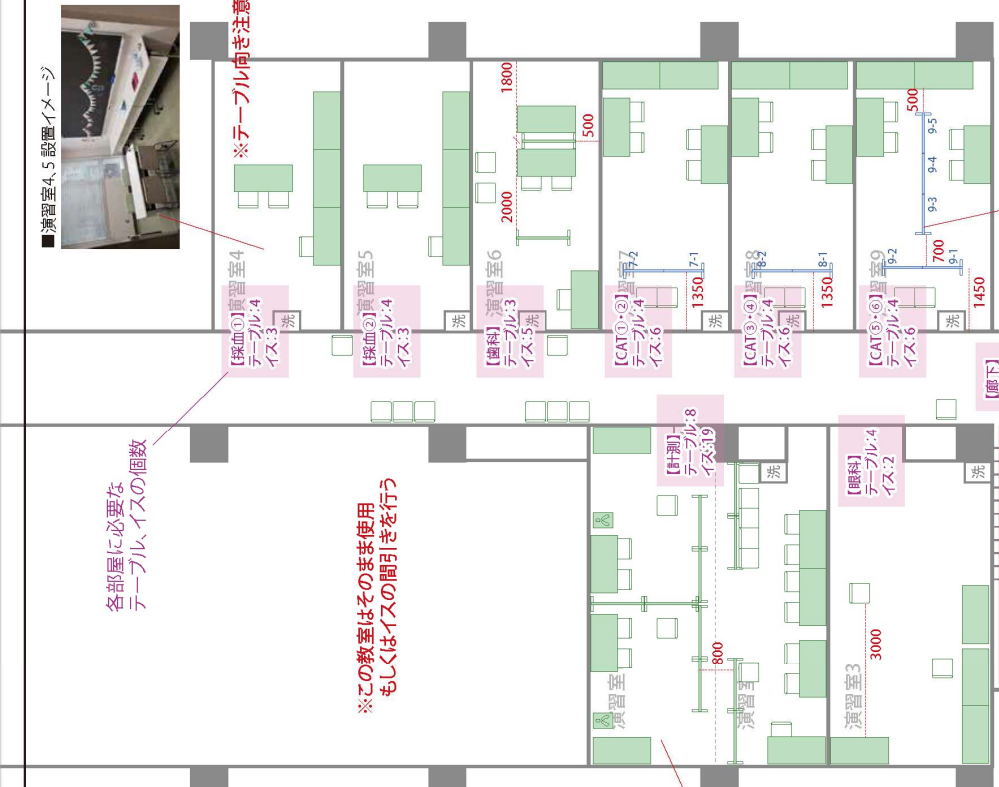 ■演習室4、5 設置イメージ
※テーブル向き注意
各部屋に必要な
テーブル、イスの個数
※この教室はそのまま使用
もしくはイスの間引きを行う
演習室4
【採血①】
テーブル:4
イス:3
洗
演習室5
【採血②】
テーブル:4
イス:3
洗
1800
500
2000
演習室6
【歯科】
テーブル:3
イス:5
洗
7-2
7-1
1350
【CAT①・②】
テーブル:4
イス:6
洗
8-2
8-1
1350
【CAT③・④】
テーブル:4
イス:6
洗
500
9-5
9-4
9-3
9-2
9-1
700
1450
演習室9
【CAT⑤・⑥】
テーブル:4
イス:6
洗
【廊下】
【計測】
テーブル:8
イス:19
洗
800
演習室
演習室
【眼科】
テーブル:4
イス:2
洗
3000
演習室3